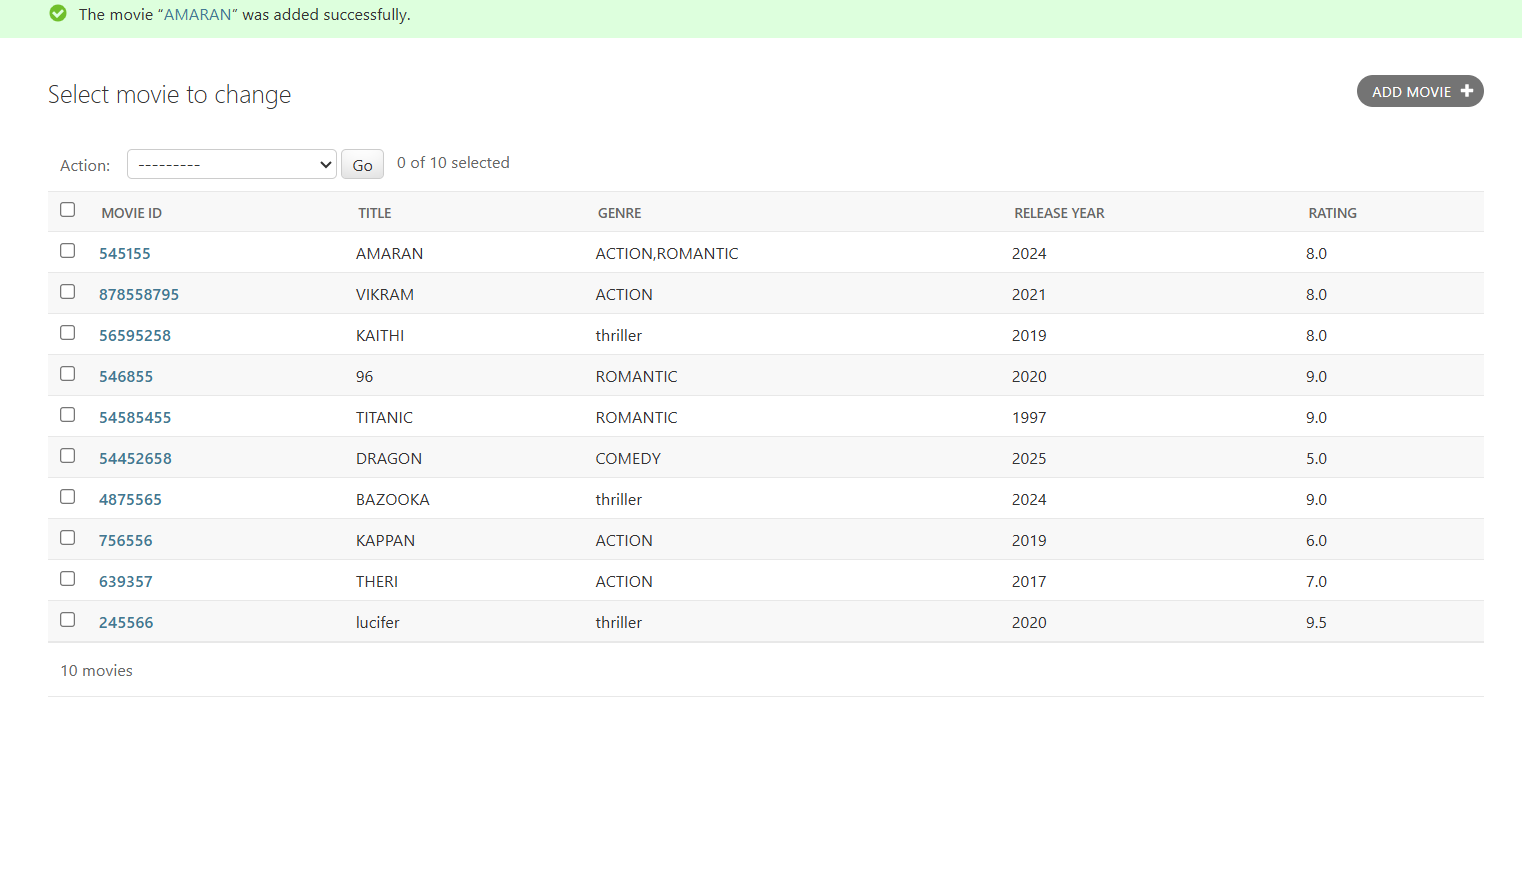 The movie “AMARAN” was added successfully.
Select movie to change
ADD MOVIE
Action: --------- Go 0 of 10 selected
MOVIE ID TITLE GENRE RELEASE YEAR RATING
545155 AMARAN ACTION,ROMANTIC 2024 8.0
878558795 VIKRAM ACTION 2021 8.0
56595258 KAITHI thriller 2019 8.0
546855 96 ROMANTIC 2020 9.0
54585455 TITANIC ROMANTIC 1997 9.0
54452658 DRAGON COMEDY 2025 5.0
4875565 BAZOOKA thriller 2024 9.0
756556 KAPPAN ACTION 2019 6.0
639357 THERI ACTION 2017 7.0
245566 lucifer thriller 2020 9.5
10 movies